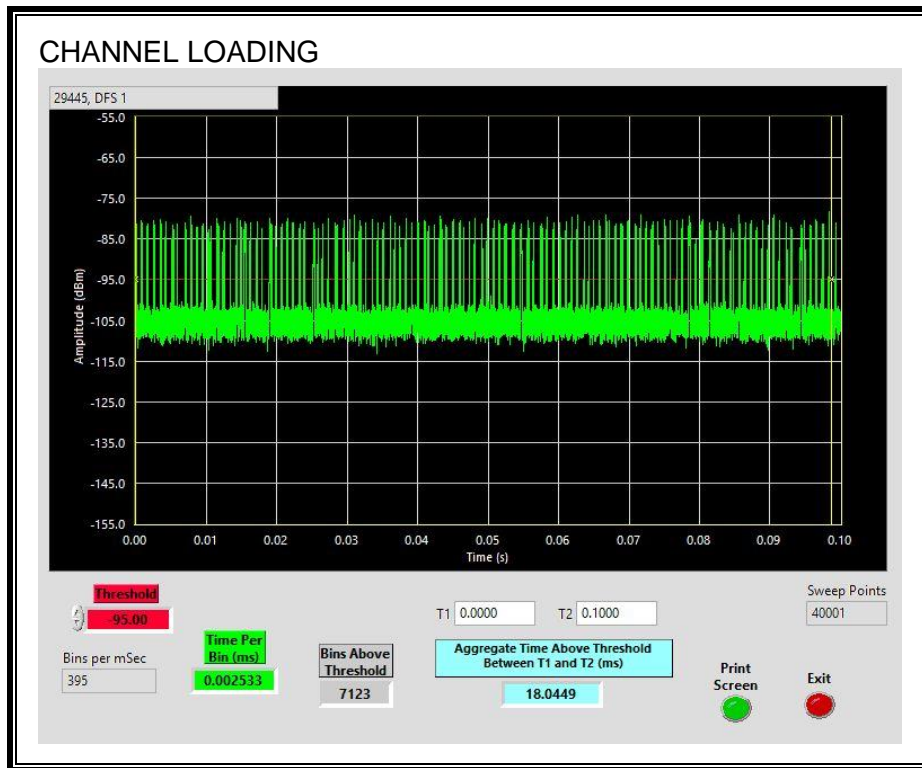 CHANNEL LOADING
29445, DFS 1
-55.0
-65.0
-75.0
-85.0
-95.0
-105.0
-115.0
-125.0
-135.0
-145.0
-155.0
Amplitude (dBm)
0.00 0.01 0.02 0.03 0.04 0.05 0.06 0.07 0.08 0.09 0.10
Time (s)
Threshold
-95.00
Bins per mSec
395
Time Per
Bin (ms)
0.002533
Bins Above
Threshold
7123
T1 0.0000 T2 0.1000
Aggregate Time Above Threshold
Between T1 and T2 (ms)
18.0449
Sweep Points
40001
Print
Screen
Exit